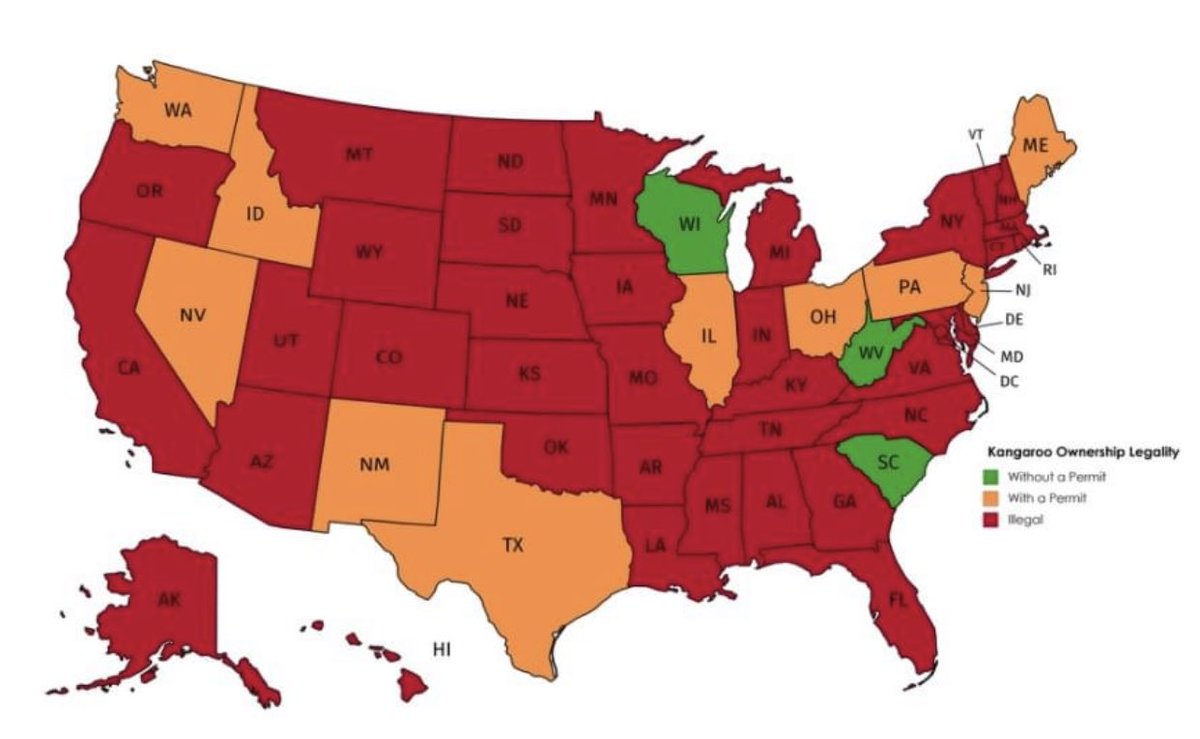 WA
MT
ND
MN
VT
ME
OR
ID
SD
WI
NY
NH
MA
CT
WY
MI
RI
NE
IA
PA
NJ
NV
UT
CO
IL
IN
OH
DE
WV
MD
CA
KS
MO
KY
VA
DC
NC
TN
AZ
NM
OK
AR
SC
Kangaroo Ownership Legality
Without a Permit
With a Permit
Illegal
MS
AL
GA
TX
LA
AK
HI
FL